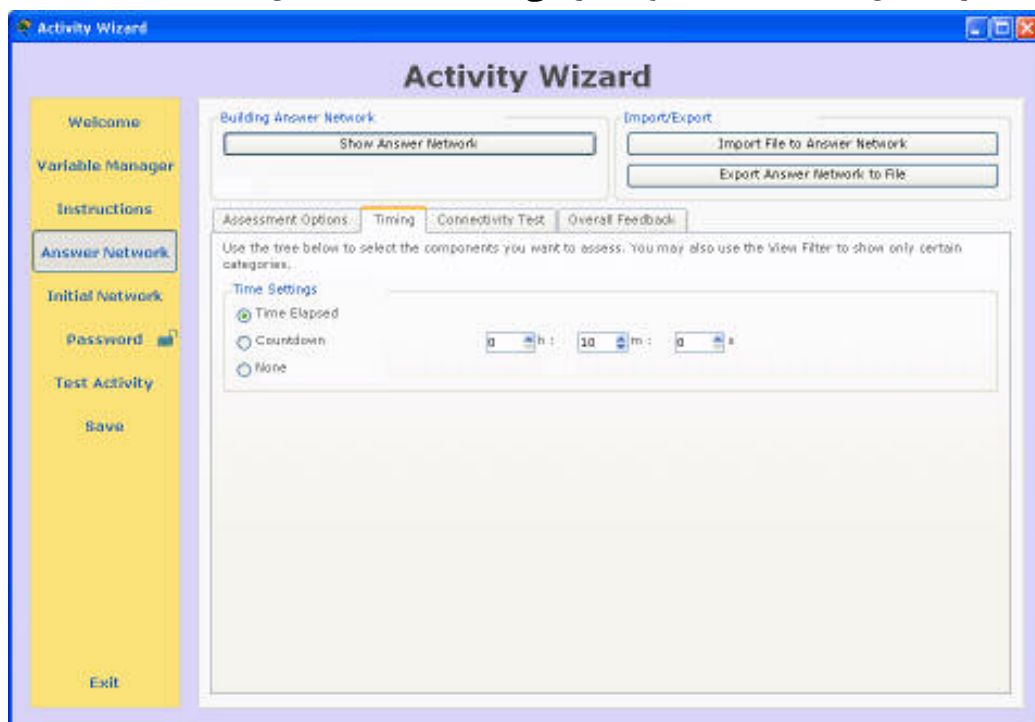 Activity Wizard
Activity Wizard
Welcome
Variable Manager
Instructions
Answer Network
Initial Network
Password
Test Activity
Save
Exit
Building Answer Network
Show Answer Network
Import/Export
Import File to Answer Network
Export Answer Network to File
Assessment Options Timing Connectivity Test Overall Feedback
Use the tree below to select the components you want to assess. You may also use the View Filter to show only certain
categories.
Time Settings
Time Elapsed
Countdown 0 h : 10 m : 0 s
None